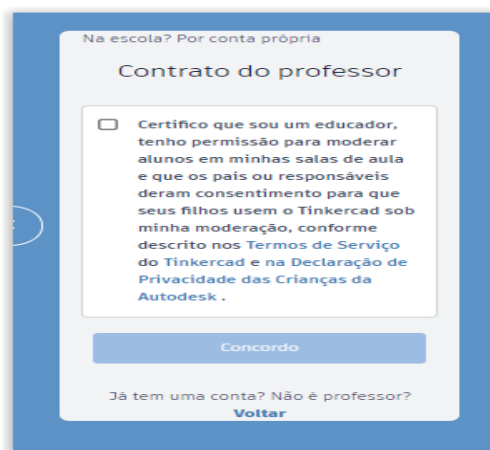 Na escola? Por conta própria
Contrato do professor
Certifico que sou um educador,
tenho permissão para moderar
alunos em minhas salas de aula
e que os pais ou responsáveis
deram consentimento para que
seus filhos usem o Tinkercad sob
minha moderação, conforme
descrito nos Termos de Serviço
do Tinkercad e na Declaração de
Privacidade das Crianças da
Autodesk .
Concordo
Já tem uma conta? Não é professor?
Voltar